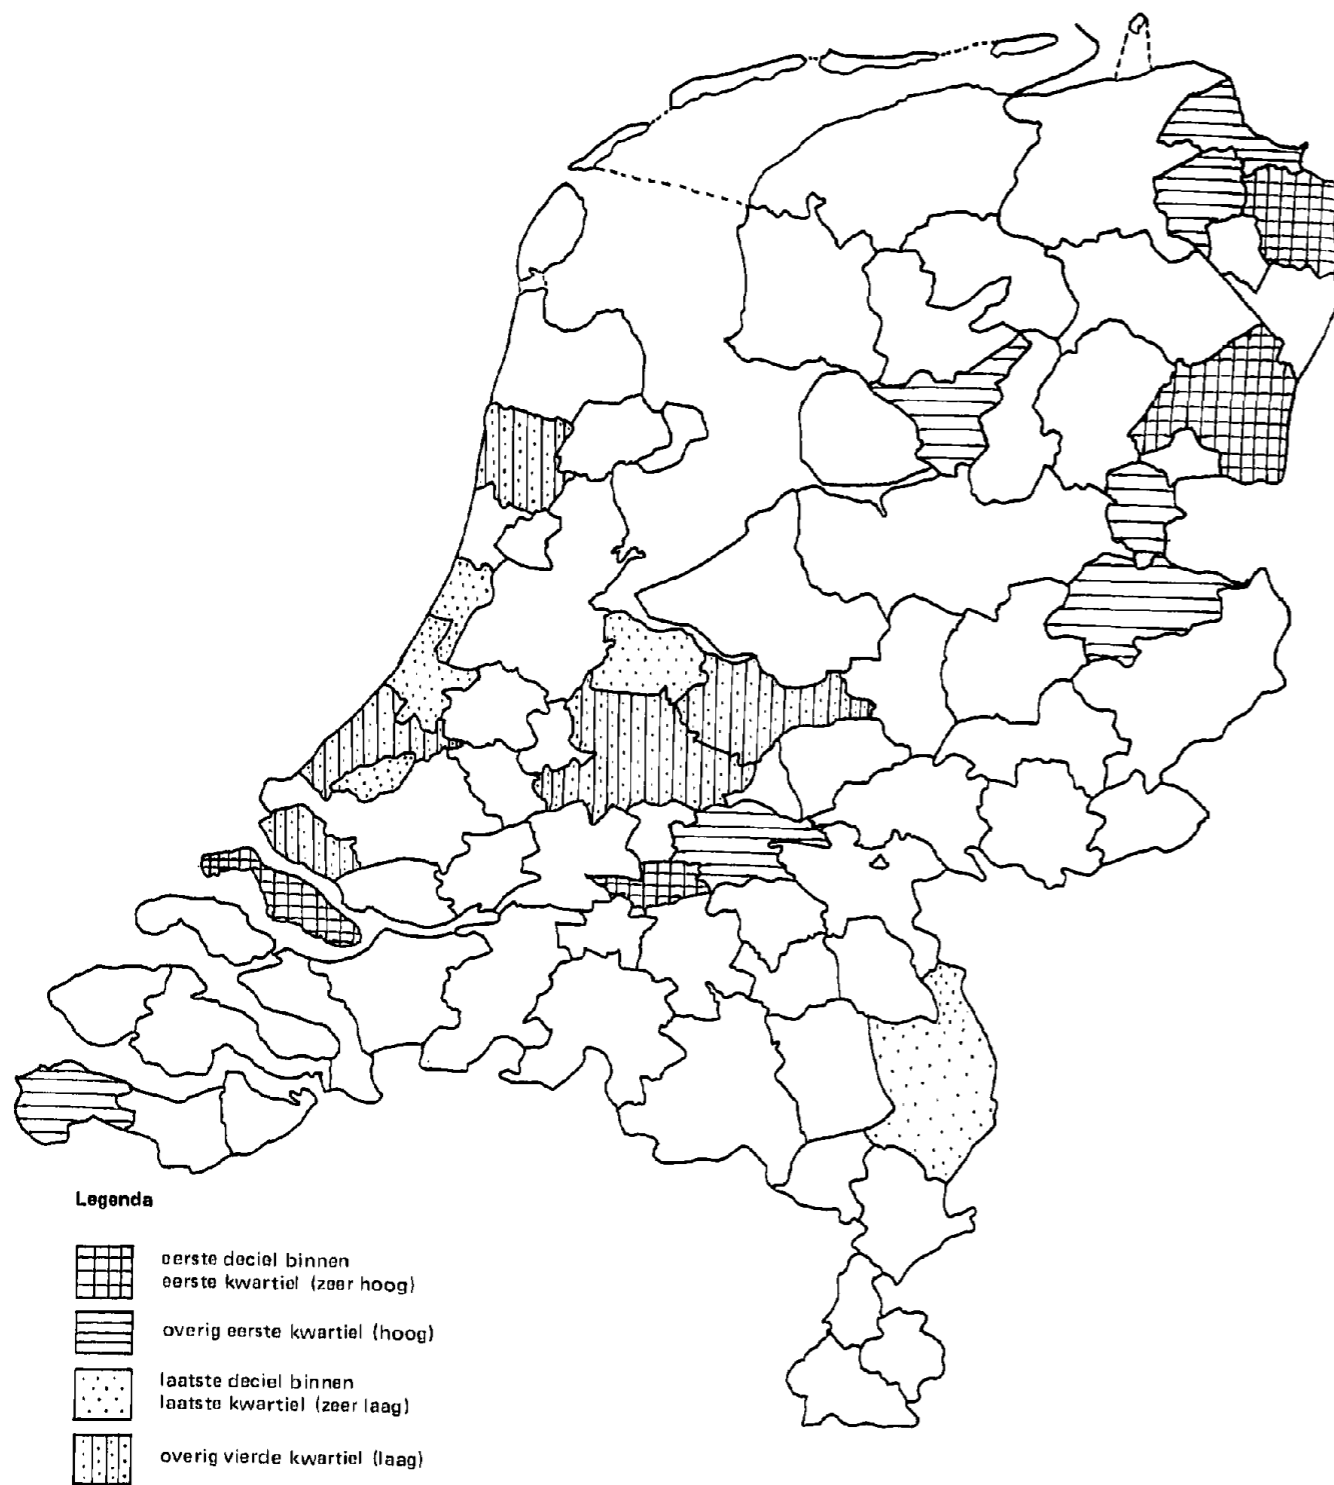 Legenda
eerste deciel binnen
eerste kwartiel (zeer hoog)
overig eerste kwartiel (hoog)
laatste deciel binnen
laatste kwartiel (zeer laag)
overig vierde kwartiel (laag)